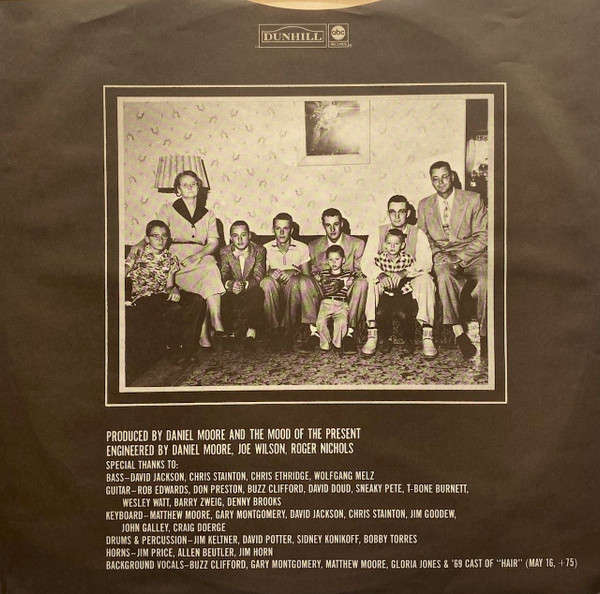 DUNHILL
abc
RECORDS
PRODUCED BY DANIEL MOORE AND THE MOOD OF THE PRESENT
ENGINEERED BY DANIEL MOORE, JOE WILSON, ROGER NICHOLS
SPECIAL THANKS TO:
BASS–DAVID JACKSON, CHRIS STAINTON, CHRIS ETHRIDGE, WOLFGANG MELZ
GUITAR–ROB EDWARDS, DON PRESTON, BUZZ CLIFFORD, DAVID DOUD, SNEAKY PETE, T-BONE BURNETT,
WESLEY WATT, BARRY ZWEIG, DENNY BROOKS
KEYBOARD–MATTHEW MOORE, GARY MONTGOMERY, DAVID JACKSON, CHRIS STAINTON, JIM GOODEW,
JOHN GALLEY, CRAIG DOERGE
DRUMS & PERCUSSION–JIM KELTNER, DAVID POTTER, SIDNEY KONIKOFF, BOBBY TORRES
HORNS–JIM PRICE, ALLEN BEUTLER, JIM HORN
BACKGROUND VOCALS–BUZZ CLIFFORD, GARY MONTGOMERY, MATTHEW MOORE, GLORIA JONES & '69 CAST OF "HAIR" (MAY 16, +75)